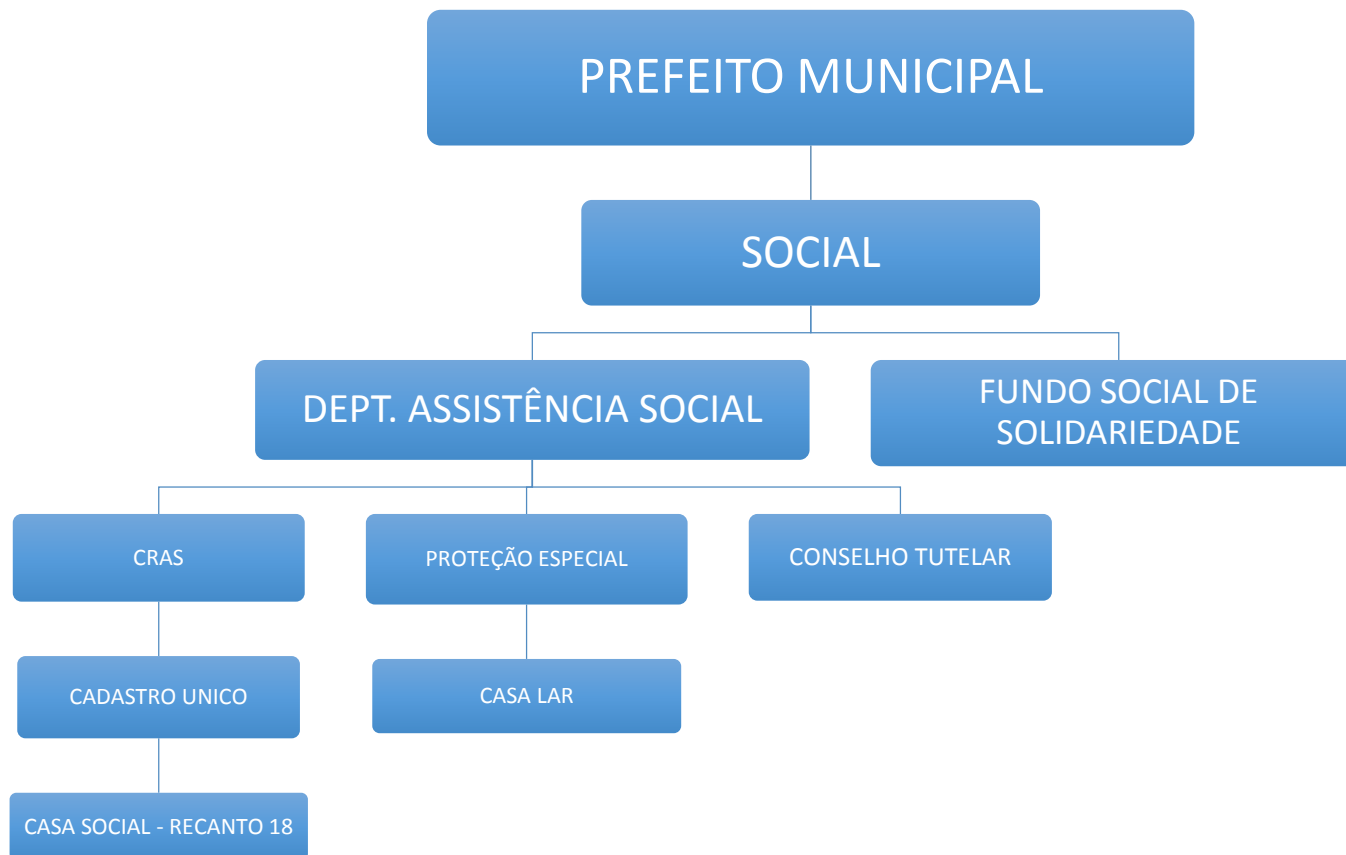 PREFEITO MUNICIPAL
SOCIAL
DEPT. ASSISTÊNCIA SOCIAL
FUNDO SOCIAL DE
SOLIDARIEDADE
CRAS
PROTEÇÃO ESPECIAL
CONSELHO TUTELAR
CADASTRO UNICO
CASA LAR
CASA SOCIAL - RECANTO 18